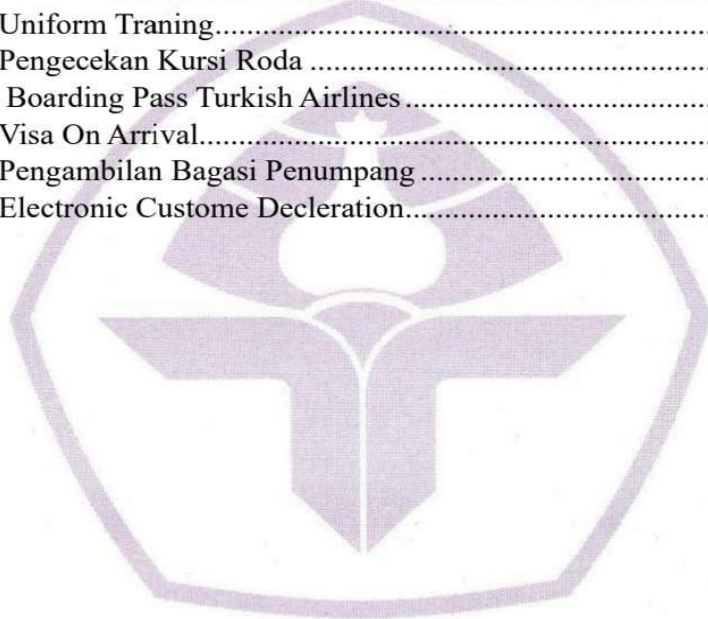 Uniform Traning..............................................................
Pengecekan Kursi Roda ..................................................
Boarding Pass Turkish Airlines......................................
Visa On Arrival................................................................
Pengambilan Bagasi Penumpang ....................................
Electronic Custome Decleration......................................